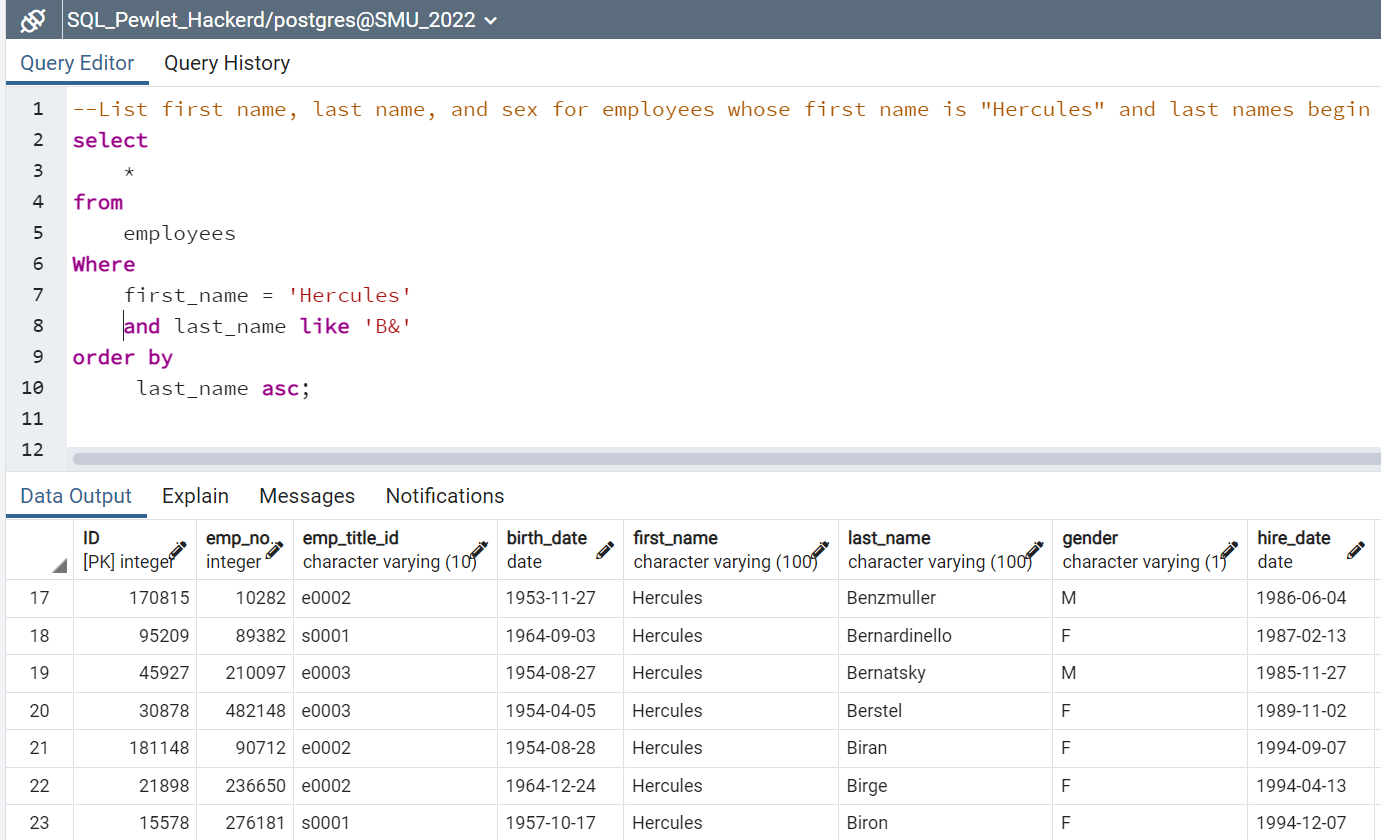 SQL_Pewlet_Hackerd/postgres@SMU_2022
Query Editor Query History
1 --List first name, last name, and sex for employees whose first name is "Hercules" and last names begin
2 select
3 *
4 from
5 employees
6 Where
7 first_name = 'Hercules'
8 and last_name like 'B&'
9 order by
10 last_name asc;
11
12
Data Output Explain Messages Notifications
ID emp_no emp_title_id birth_date first_name last_name gender hire_date
[PK] integer integer character varying (10) date character varying (100) character varying (100) character varying (1) date
17 170815 10282 e0002 1953-11-27 Hercules Benzmuller M 1986-06-04
18 95209 89382 s0001 1964-09-03 Hercules Bernardinello F 1987-02-13
19 45927 210097 e0003 1954-08-27 Hercules Bernatsky M 1985-11-27
20 30878 482148 e0003 1954-04-05 Hercules Berstel F 1989-11-02
21 181148 90712 e0002 1954-08-28 Hercules Biran F 1994-09-07
22 21898 236650 e0002 1964-12-24 Hercules Birge F 1994-04-13
23 15578 276181 s0001 1957-10-17 Hercules Biron F 1994-12-07